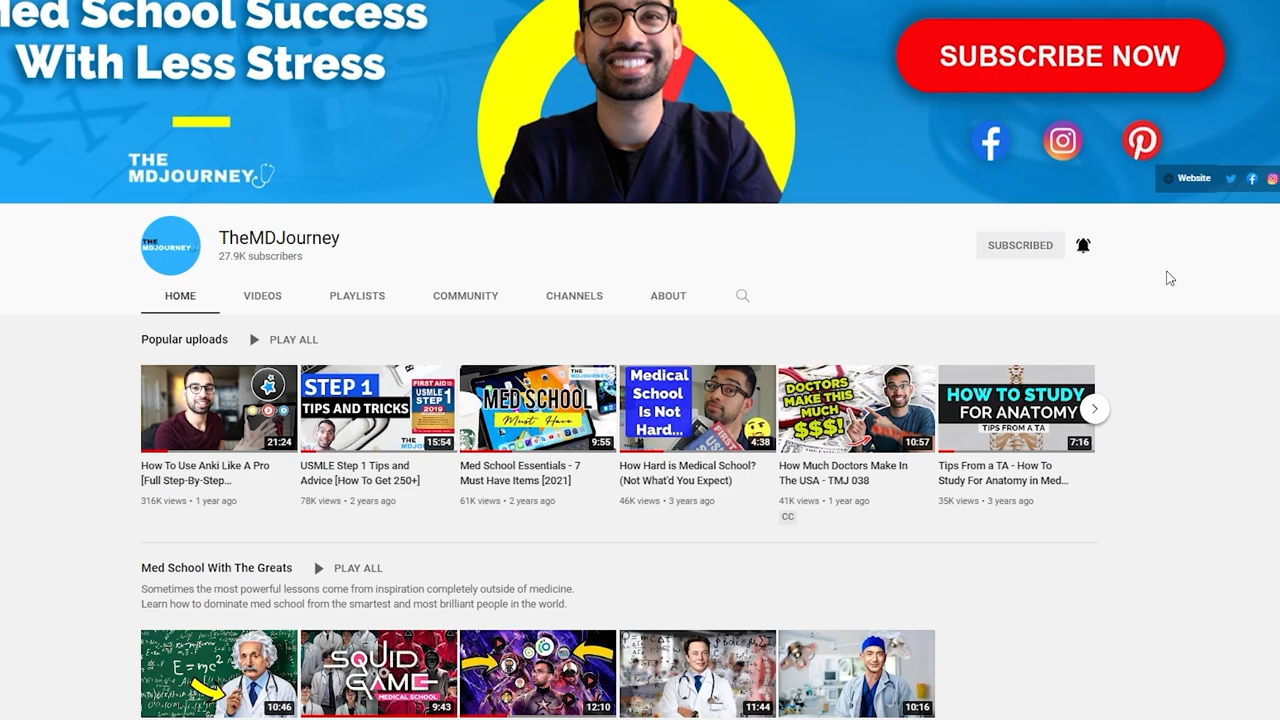 Med School Success
With Less Stress
SUBSCRIBE NOW
THE
MDJOURNEY
Website
THE
MDJOURNEY
TheMDJourney
27.9K subscribers
SUBSCRIBED
HOME VIDEOS PLAYLISTS COMMUNITY CHANNELS ABOUT
Popular uploads PLAY ALL
21:24
STEP 1
TIPS AND TRICKS
FIRST AID
USMLE
STEP 1
2019
15:54
MED SCHOOL
Must Have
9:55
Medical
School
Is Not
Hard...
4:38
DOCTORS
MAKE THIS
MUCH
$$$!
10:57
HOW TO STUDY
FOR ANATOMY
TIPS FROM A TA
7:16
How To Use Anki Like A Pro
[Full Step-By-Step...
316K views • 1 year ago
USMLE Step 1 Tips and
Advice [How To Get 250+]
78K views • 2 years ago
Med School Essentials - 7
Must Have Items [2021]
61K views • 2 years ago
How Hard is Medical School?
(Not What'd You Expect)
46K views • 3 years ago
How Much Doctors Make In
The USA - TMJ 038
41K views • 1 year ago
CC
Tips From a TA - How To
Study For Anatomy in Med...
35K views • 3 years ago
Med School With The Greats PLAY ALL
Sometimes the most powerful lessons come from inspiration completely outside of medicine.
Learn how to dominate med school from the smartest and most brilliant people in the world.
E=mc²
10:46
SQUID
GAME
MEDICAL SCHOOL
9:43
12:10
11:44
10:16